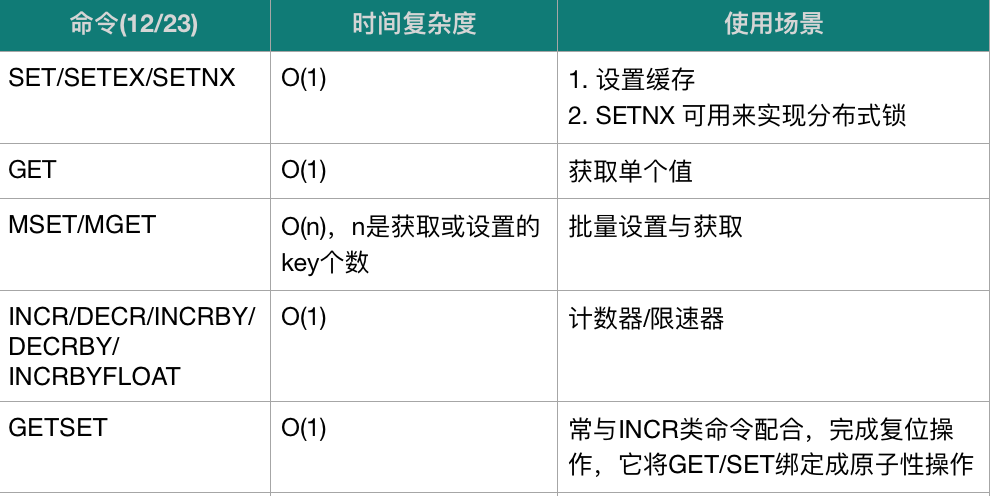 命令(12/23)
时间复杂度
使用场景
SET/SETEX/SETNX
O(1)
1. 设置缓存
2. SETNX 可用来实现分布式锁
GET
O(1)
获取单个值
MSET/MGET
O(n)，n是获取或设置的
key个数
批量设置与获取
INCR/DECR/INCRBY/
DECRBY/
INCRBYFLOAT
O(1)
计数器/限速器
GETSET
O(1)
常与INCR类命令配合，完成复位操
作，它将GET/SET绑定成原子性操作